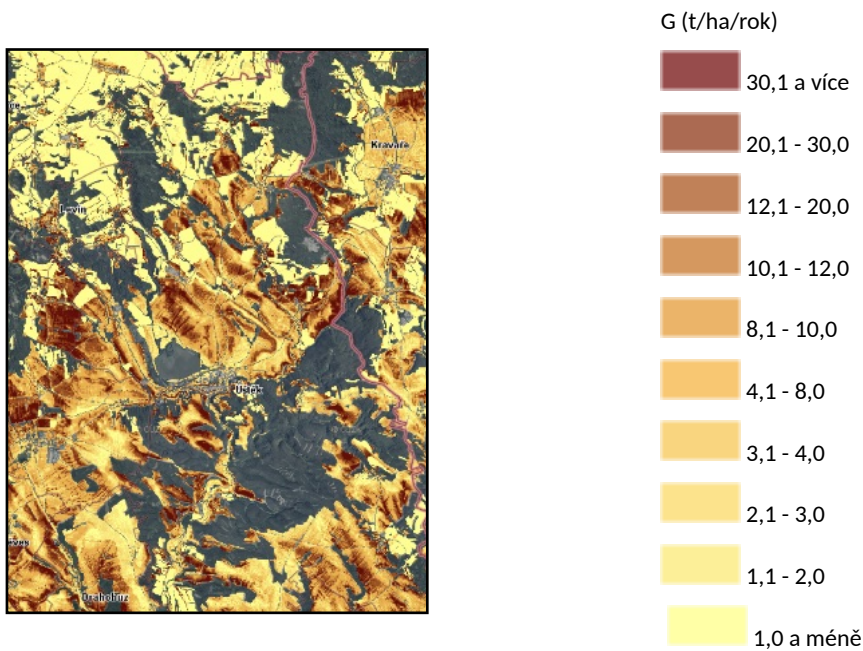 G (t/ha/rok)
30,1 a více
20,1 - 30,0
12,1 - 20,0
10,1 - 12,0
8,1 - 10,0
4,1 - 8,0
3,1 - 4,0
2,1 - 3,0
1,1 - 2,0
1,0 a méně
Kravaře
Levín
Úštěk
Drahobuz